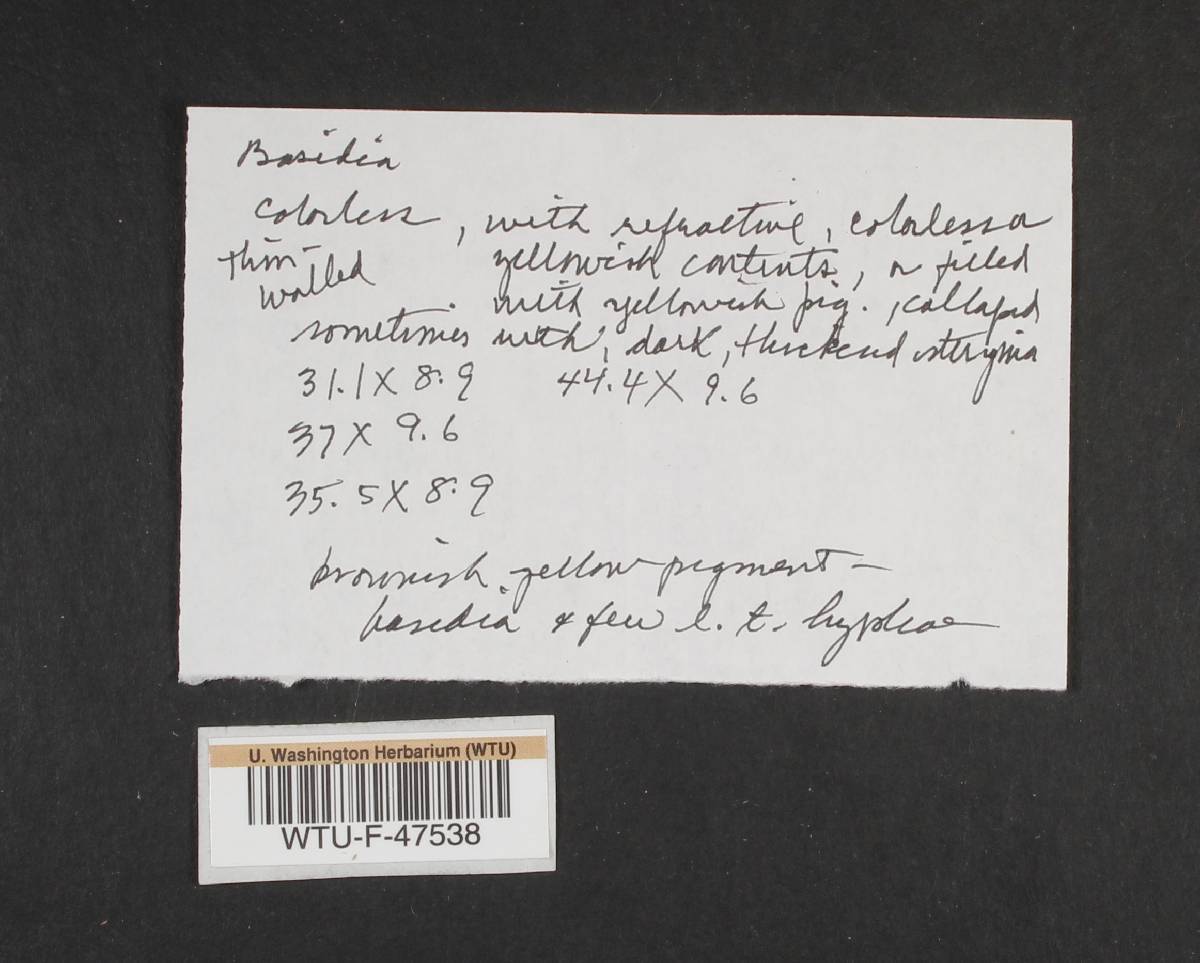 Basidia
colorless, with refractive, colorless or
thin-walled yellowish contents, or filled
with yellowish pig., collapsed
sometimes with, dark, thickened
31.1 X 8.9 44.4 X 9.6
37 X 9.6
35.5 X 8.9
brownish yellow pigment -
basidia & few l. t. hyphae
U. Washington Herbarium (WTU)
WTU-F-47538